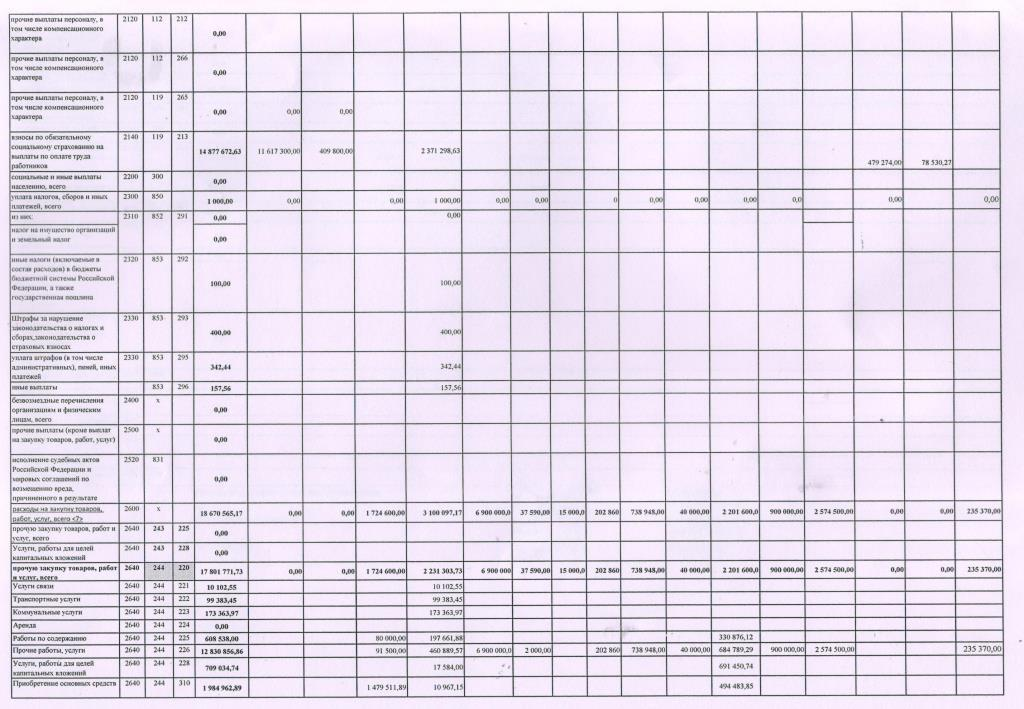 прочие выплаты персоналу, в 2120 112 212
том числе компенсационного
характера 0,00
прочие выплаты персоналу, в 2120 112 266
том числе компенсационного
характера 0,00
прочие выплаты персоналу, в 2120 119 265
том числе компенсационного
характера 0,00 0,00 0,00
взносы по обязательному 2140 119 213
социальному страхованию на
выплаты по оплате труда 14 877 672,63 11 617 300,00 409 800,00 2 371 298,63
работников 479 274,00 78 530,27
социальные и иные выплаты 2200 300
населению, всего 0,00
уплата налогов, сборов и иных 2300 850
платежей, всего 1 000,00 0,00 0,00 1 000,00 0,00 0,00 0 0,00 0,00 0,00 0,0 0,00 0,00
из них: 2310 852 291 0,00 0,00
налог на имущество организаций
и земельный налог 0,00
иные налоги (включаемые в 2320 853 292
состав расходов) в бюджеты
бюджетной системы Российской
Федерации, а также 100,00 100,00
государственная пошлина
Штрафы за нарушение 2330 853 293
законодательства о налогах и
сборах,законодательства о 400,00 400,00
страховых взносах
уплата штрафов (в том числе 2330 853 295
административных), пеней, иных 342,44 342,44
платежей
иные выплаты 853 296 157,56 157,56
безвозмездные перечисления 2400 х
организациям и физическим 0,00
лицам, всего
прочие выплаты (кроме выплат 2500 х
на закупку товаров, работ, услуг) 0,00
исполнение судебных актов 2520 831
Российской Федерации и
мировых соглашений по 0,00
возмещению вреда,
причиненного в результате
расходы на закупку товаров, 2600 х
работ, услуг, всего <7> 18 670 565,17 0,00 0,00 1 724 600,00 3 100 097,17 6 900 000,0 37 590,00 15 000,0 202 860 738 948,00 40 000,00 2 201 600,0 900 000,00 2 574 500,00 0,00 0,00 235 370,00
прочую закупку товаров, работ и 2640 243 225
услуг, всего 0,00
Услуги, работы для целей 2640 243 228
капитальных вложений 0,00
прочую закупку товаров, работ 2640 244 220
и услуг, всего 17 801 771,73 0,00 0,00 1 724 600,00 2 231 303,73 6 900 000 37 590,00 15 000,0 202 860 738 948,00 40 000,00 2 201 600,0 900 000,00 2 574 500,00 0,00 0,00 235 370,00
Услуги связи 2640 244 221 10 102,55 10 102,55
Транспортные услуги 2640 244 222 99 383,45 99 383,45
Коммунальные услуги 2640 244 223 173 363,97 173 363,97
Аренда 2640 244 224 0,00
Работы по содержанию 2640 244 225 608 538,00 80 000,00 197 661,88 330 876,12
Прочие работы, услуги 2640 244 226 12 830 856,86 91 500,00 460 889,57 6 900 000,0 2 000,00 202 860 738 948,00 40 000,00 684 789,29 900 000,00 2 574 500,00 235 370,00
Услуги, работы для целей 2640 244 228
капитальных вложений 709 034,74 17 584,00 691 450,74
Приобретение основных средств 2640 244 310
1 984 962,89 1 479 511,89 10 967,15 494 483,85